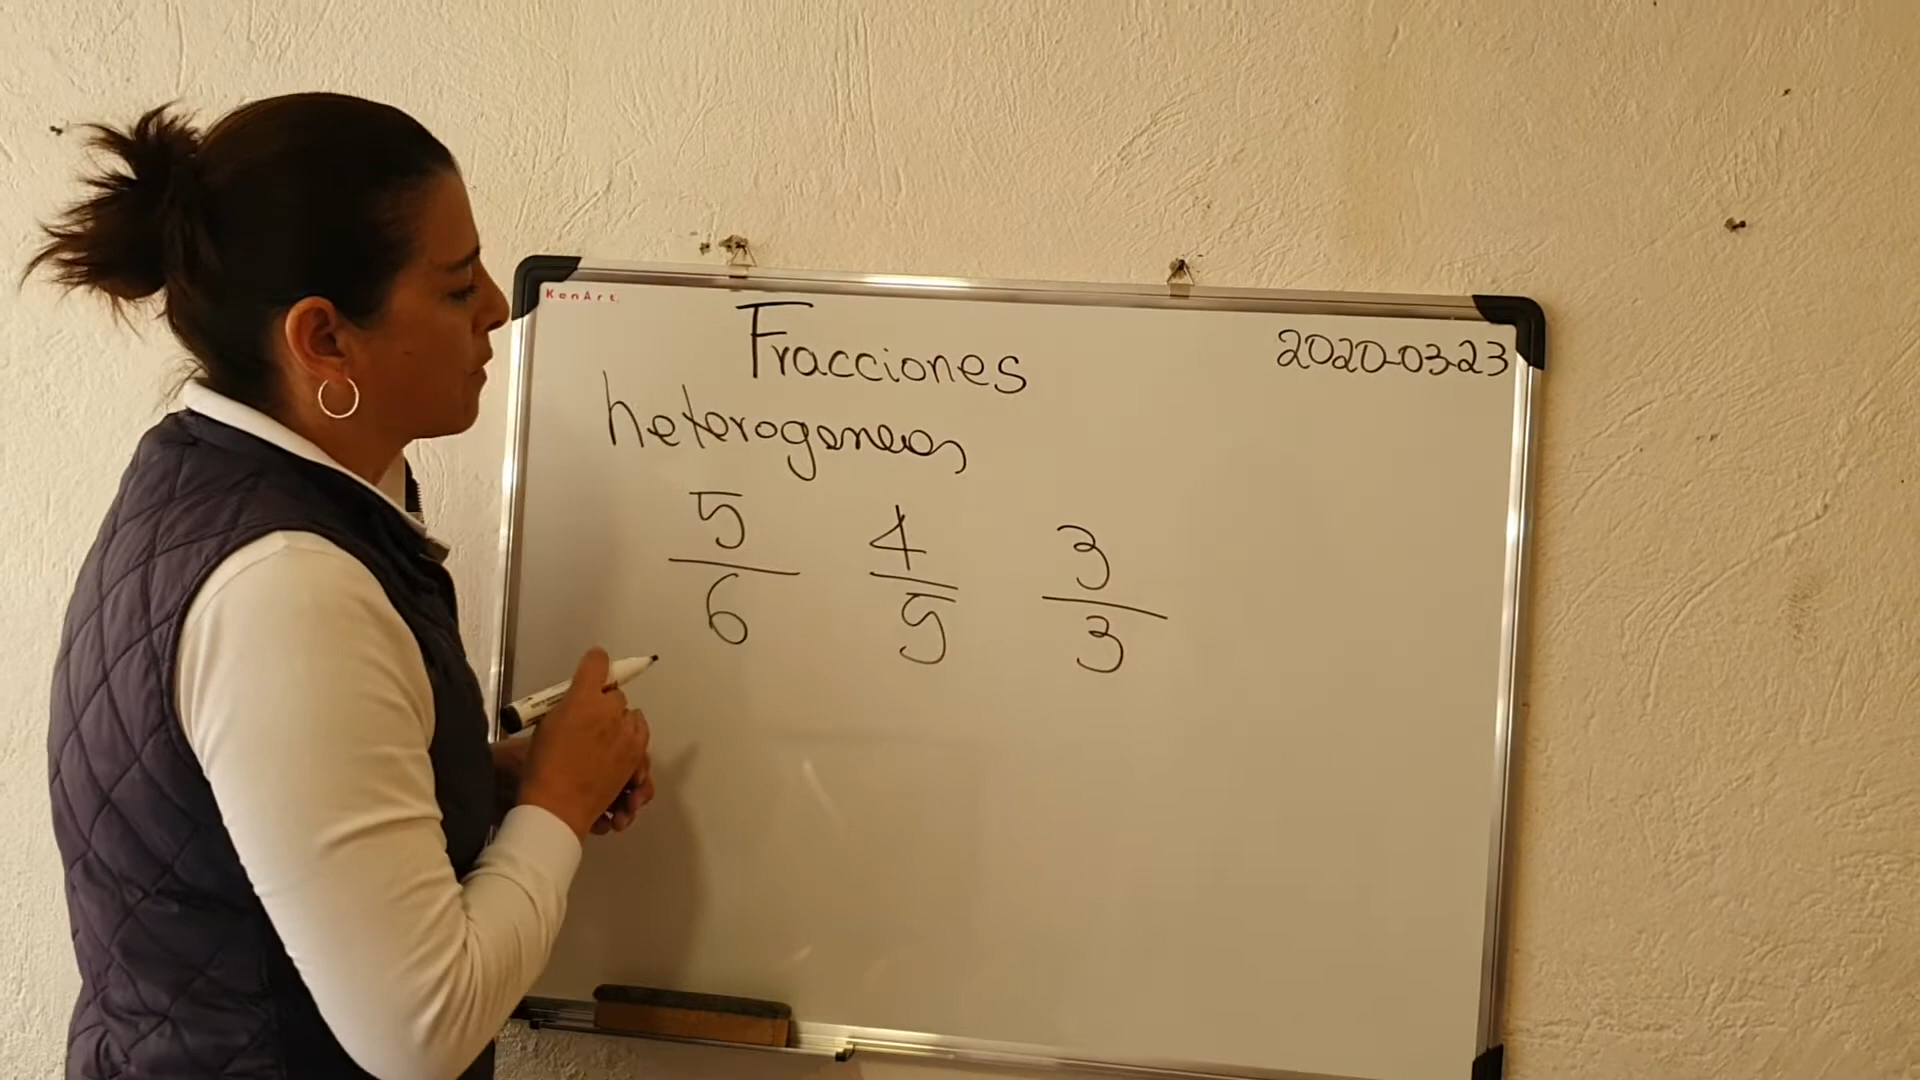 KonArt
Fracciones
2020-03-23
heterogeneas
5/6 4/5 3/3